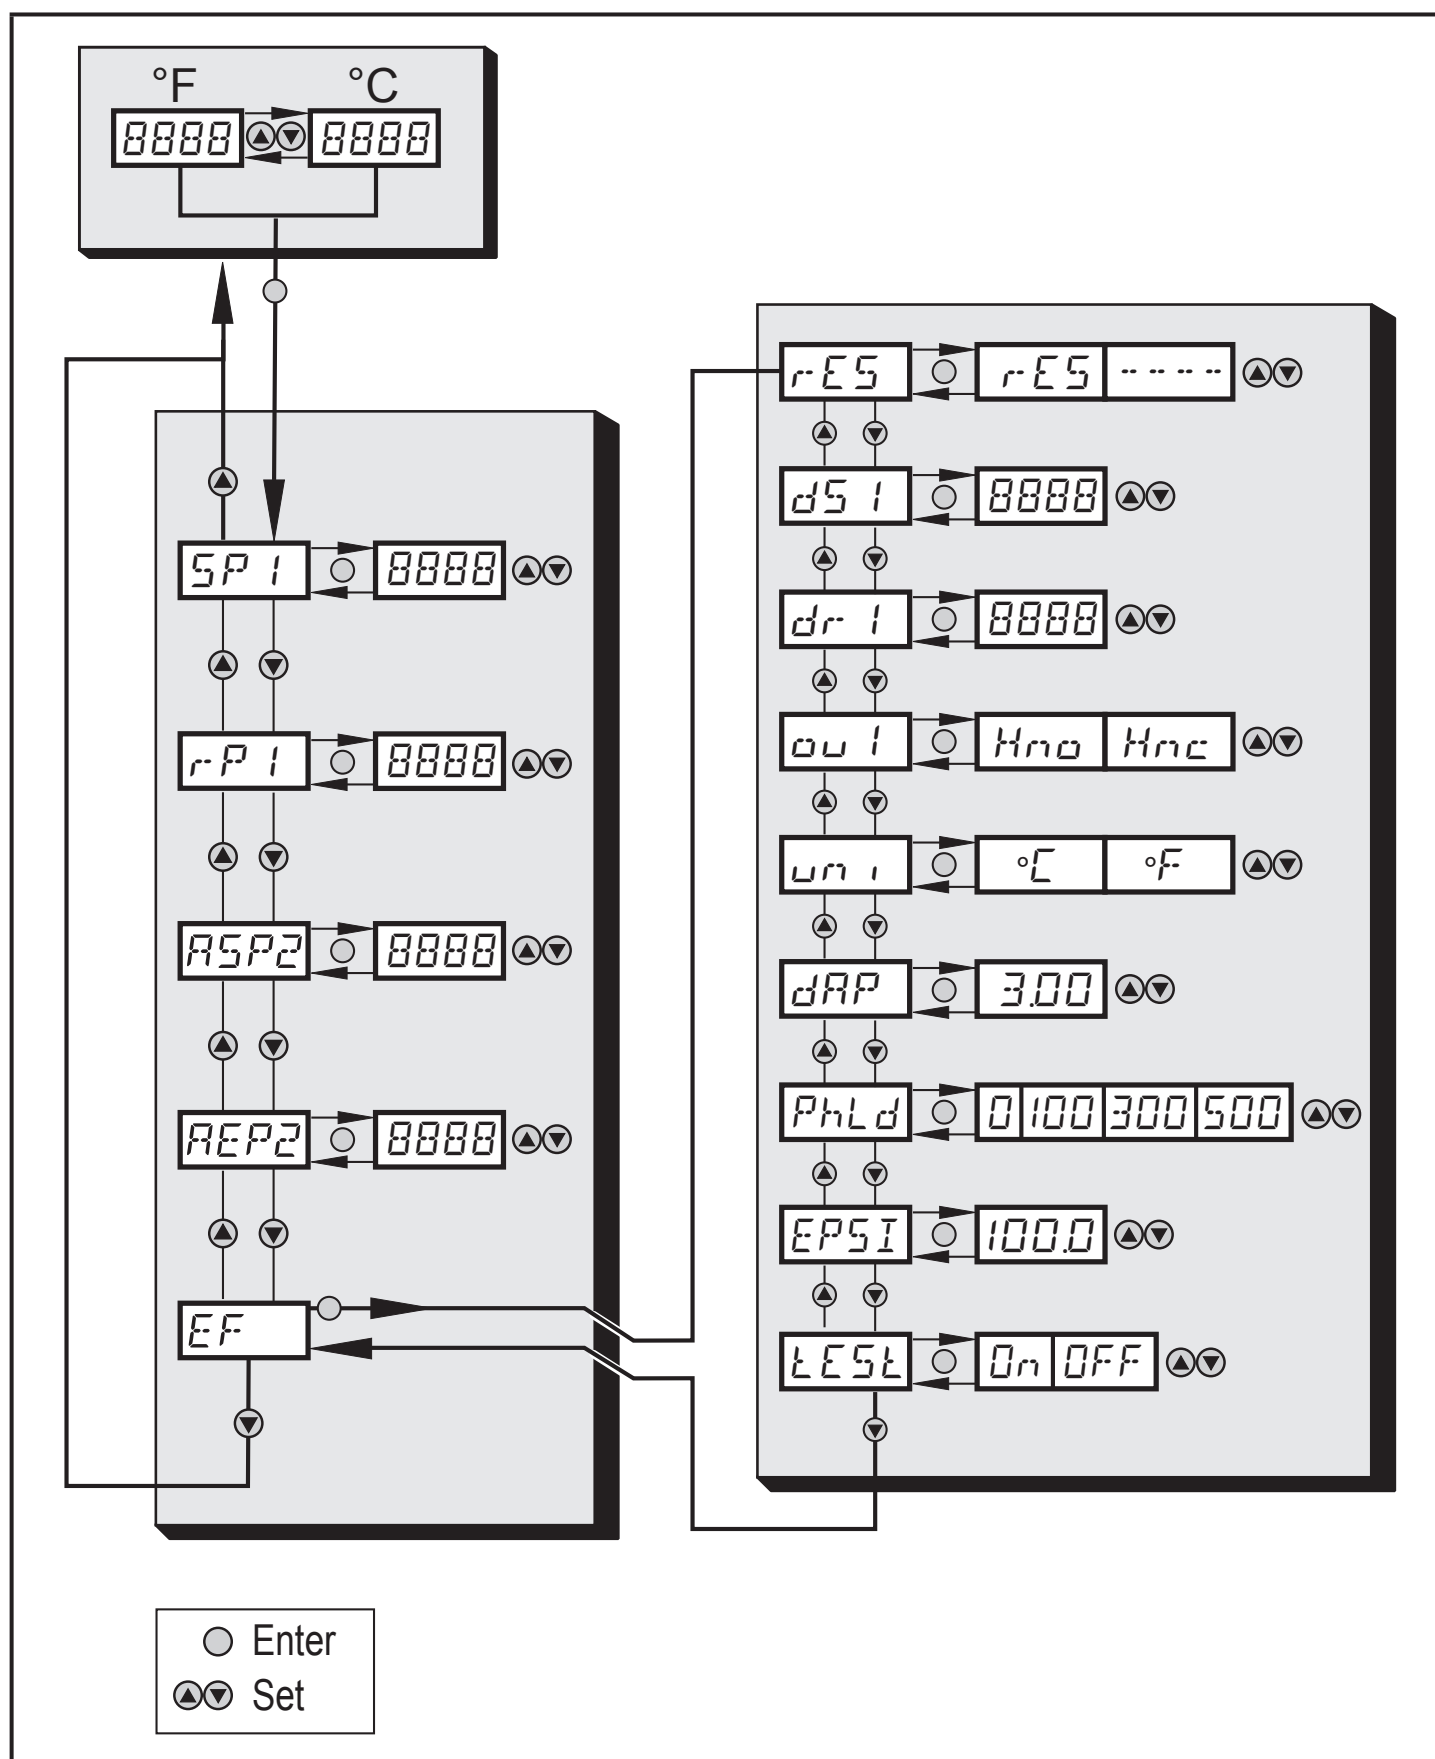 °F °C
8888 8888
SP1 8888
rP1 8888
ASP2 8888
AEP2 8888
EF
rES rES ----
dS1 8888
dr1 8888
ou1 Hno Hnc
uni °C °F
dAP 3.00
PhLd 0 100 300 500
EPSI 100.0
tESt On OFF
Enter
Set